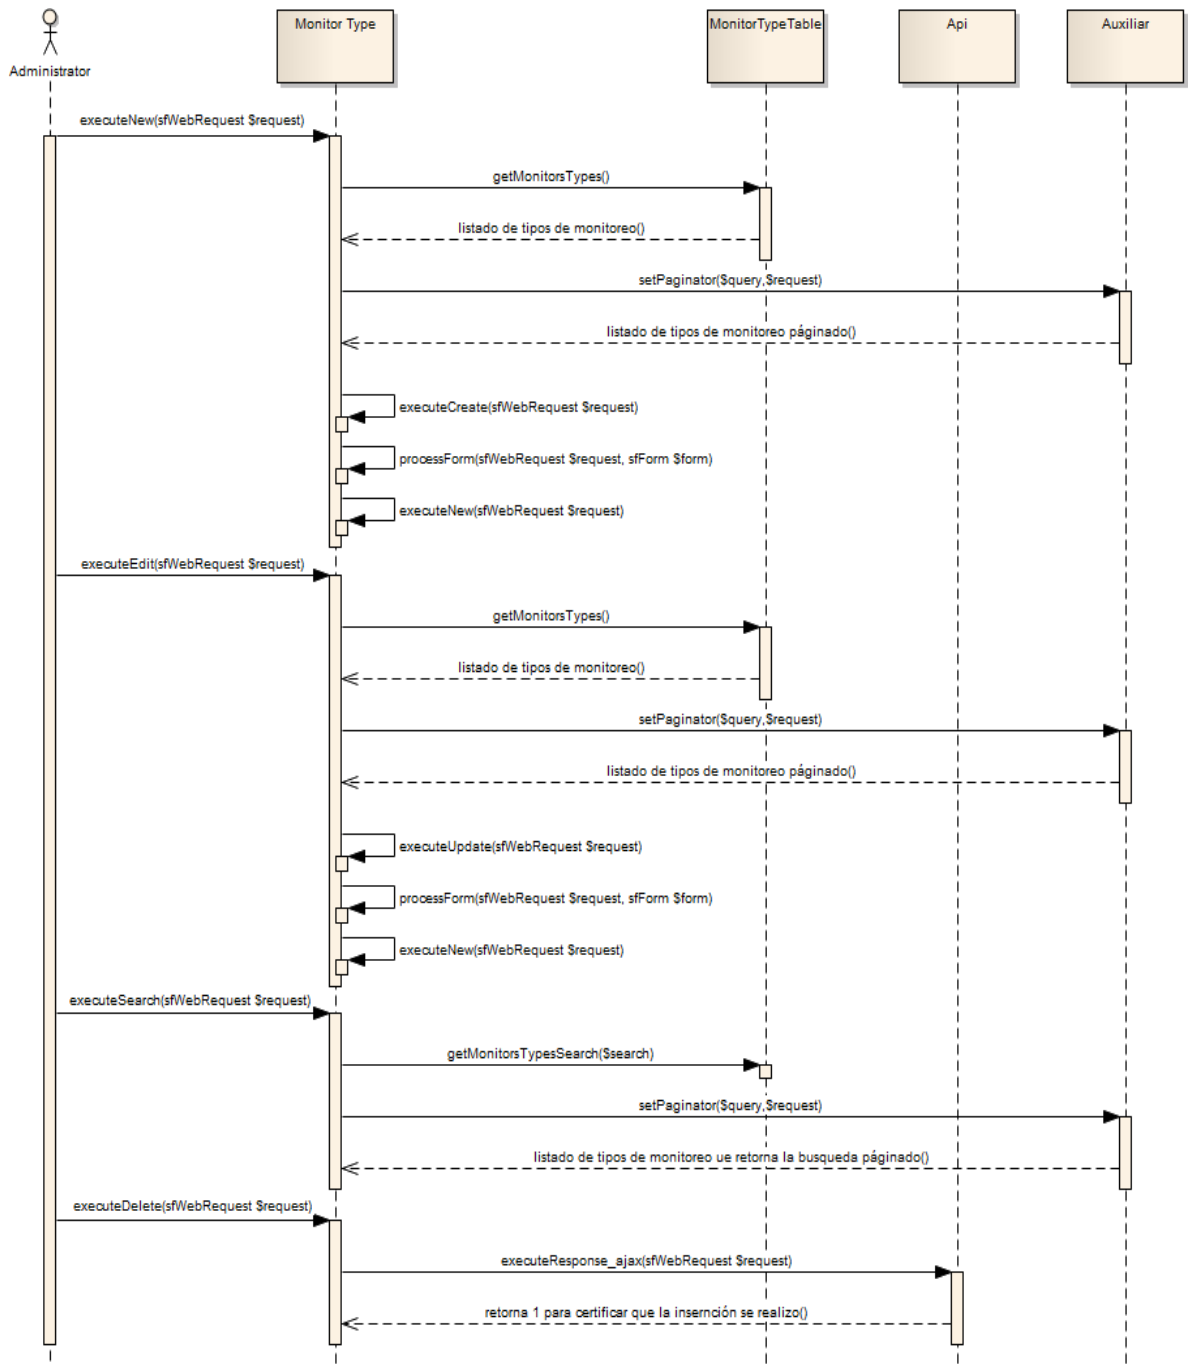 Monitor Type
MonitorTypeTable
Api
Auxiliar
Administrator
executeNew(sfWebRequest $request)
getMonitorsTypes()
listado de tipos de monitoreo()
setPaginator($query,$request)
listado de tipos de monitoreo páginado()
executeCreate(sfWebRequest $request)
processForm(sfWebRequest $request, sfForm $form)
executeNew(sfWebRequest $request)
executeEdit(sfWebRequest $request)
getMonitorsTypes()
listado de tipos de monitoreo()
setPaginator($query,$request)
listado de tipos de monitoreo páginado()
executeUpdate(sfWebRequest $request)
processForm(sfWebRequest $request, sfForm $form)
executeNew(sfWebRequest $request)
executeSearch(sfWebRequest $request)
getMonitorsTypesSearch($search)
setPaginator($query,$request)
listado de tipos de monitoreo ue retorna la busqueda páginado()
executeDelete(sfWebRequest $request)
executeResponse_ajax(sfWebRequest $request)
retorna 1 para certificar que la insernción se realizo()